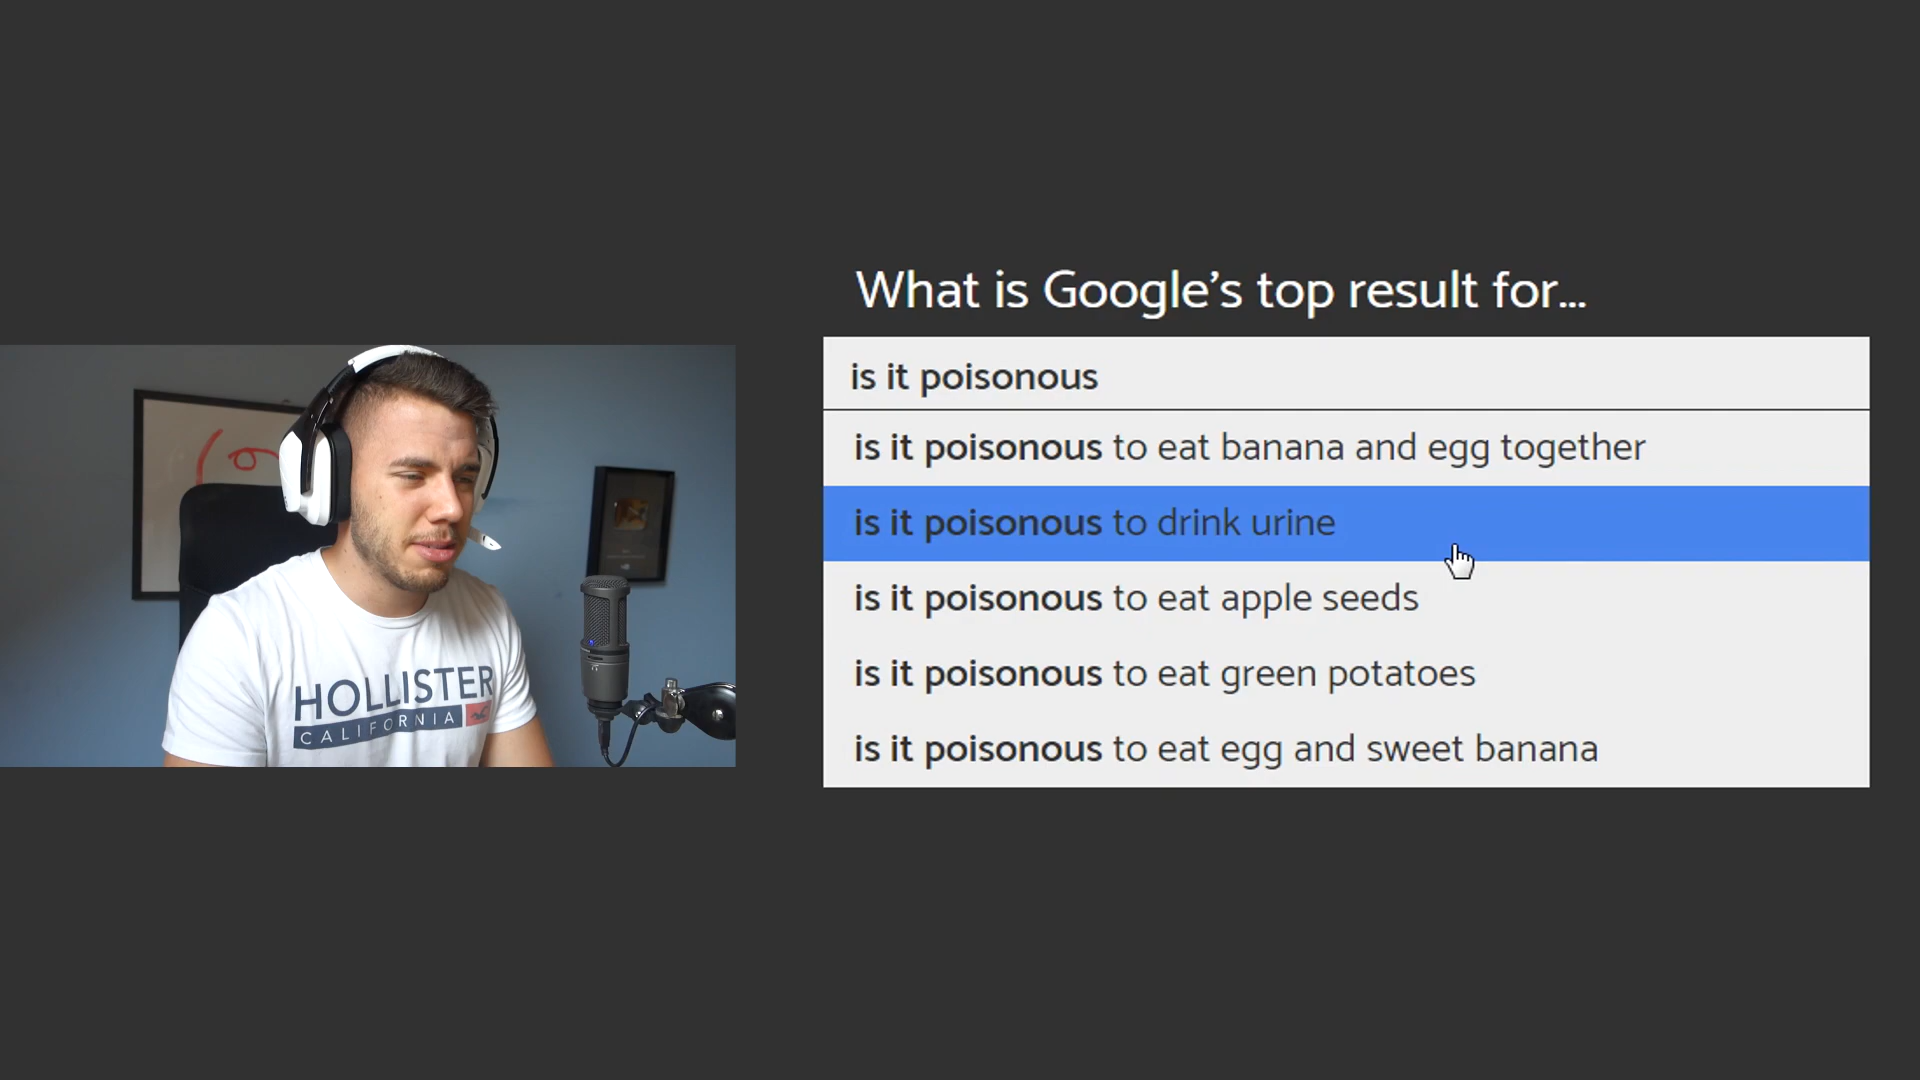 What is Google's top result for...
is it poisonous
is it poisonous to eat banana and egg together
is it poisonous to drink urine
is it poisonous to eat apple seeds
is it poisonous to eat green potatoes
is it poisonous to eat egg and sweet banana
HOLLISTER
CALIFORNIA